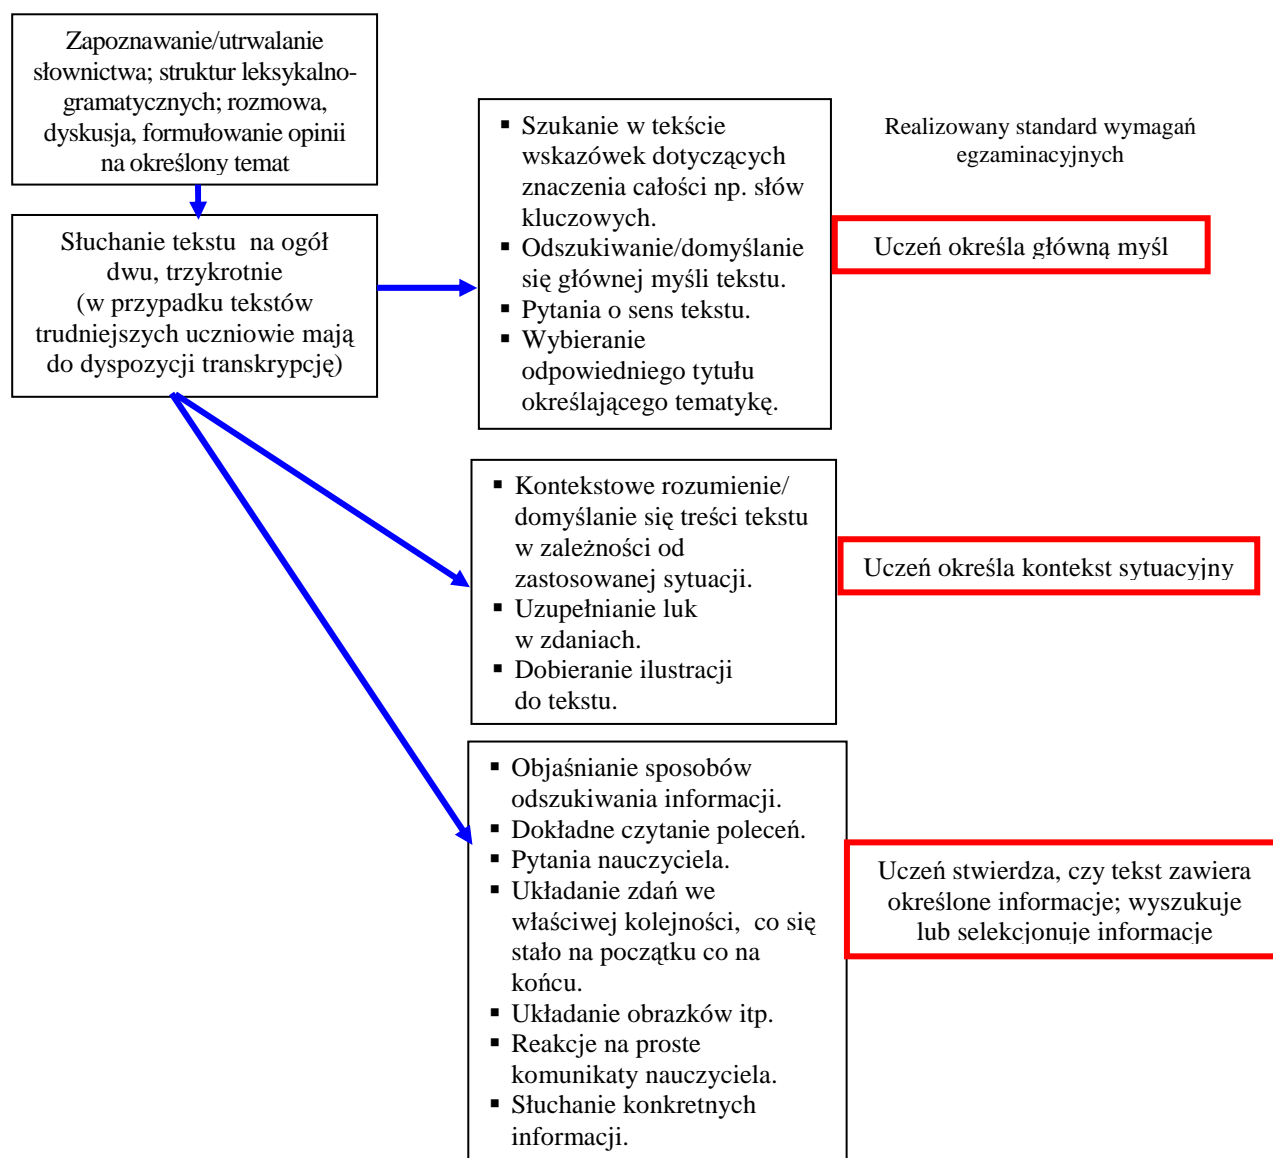 Zapoznawanie/utrwalanie
słownictwa; struktur leksykalno-
gramatycznych; rozmowa,
dyskusja, formułowanie opinii
na określony temat
Słuchanie tekstu  na ogół
dwu, trzykrotnie
(w przypadku tekstów
trudniejszych uczniowie mają
do dyspozycji transkrypcję)
▪ Szukanie w tekście
wskazówek dotyczących
znaczenia całości np. słów
kluczowych.
▪ Odszukiwanie/domyślanie
się głównej myśli tekstu.
▪ Pytania o sens tekstu.
▪ Wybieranie
odpowiedniego tytułu
określającego tematykę.
Realizowany standard wymagań
egzaminacyjnych
Uczeń określa główną myśl
▪ Kontekstowe rozumienie/
domyślanie się treści tekstu
w zależności od
zastosowanej sytuacji.
▪ Uzupełnianie luk
w zdaniach.
▪ Dobieranie ilustracji
do tekstu.
Uczeń określa kontekst sytuacyjny
▪ Objaśnianie sposobów
odszukiwania informacji.
▪ Dokładne czytanie poleceń.
▪ Pytania nauczyciela.
▪ Układanie zdań we
właściwej kolejności,  co się
stało na początku co na
końcu.
▪ Układanie obrazków itp.
▪ Reakcje na proste
komunikaty nauczyciela.
▪ Słuchanie konkretnych
informacji.
Uczeń stwierdza, czy tekst zawiera
określone informacje; wyszukuje
lub selekcjonuje informacje